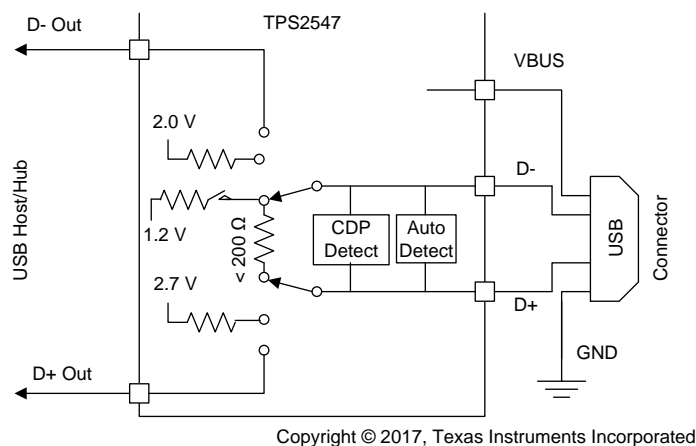 D- Out
TPS2547
VBUS
2.0 V
D-
1.2 V
< 200 Ω
CDP
Detect
Auto
Detect
USB
Connector
USB Host/Hub
2.7 V
D+
GND
D+ Out
Copyright © 2017, Texas Instruments Incorporated